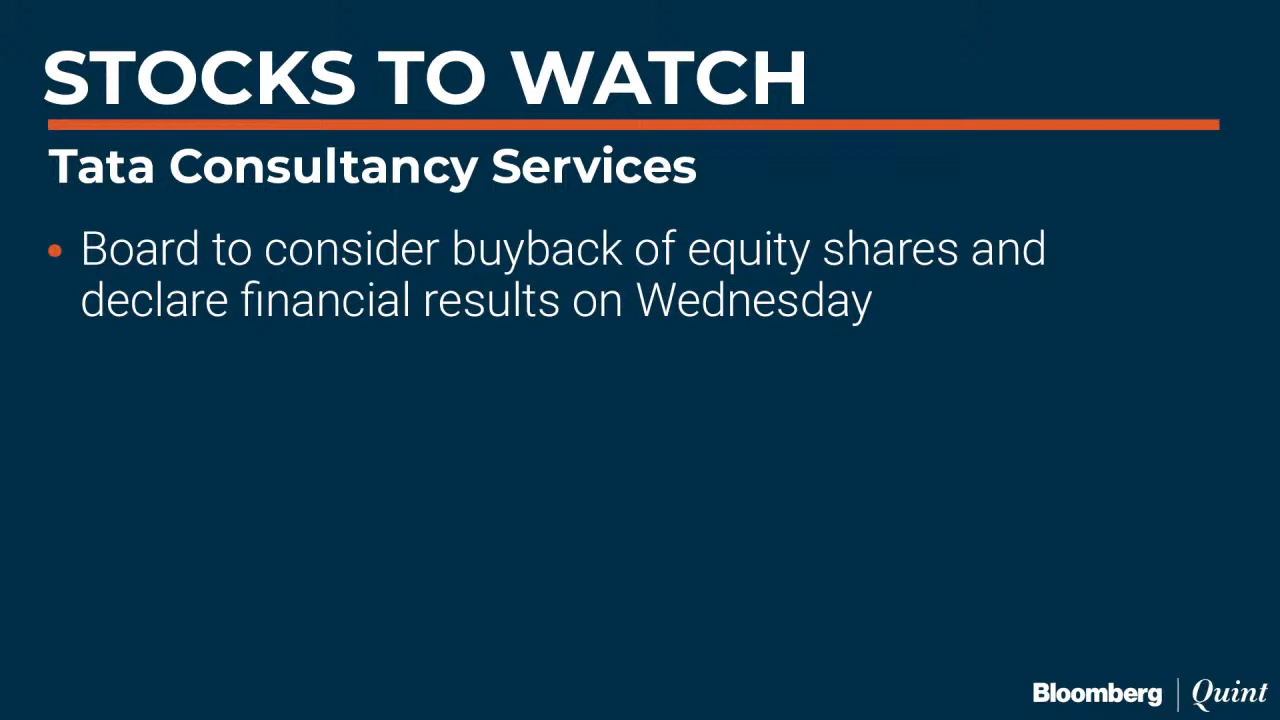 STOCKS TO WATCH
Tata Consultancy Services
• Board to consider buyback of equity shares and
declare financial results on Wednesday
Bloomberg | Quint